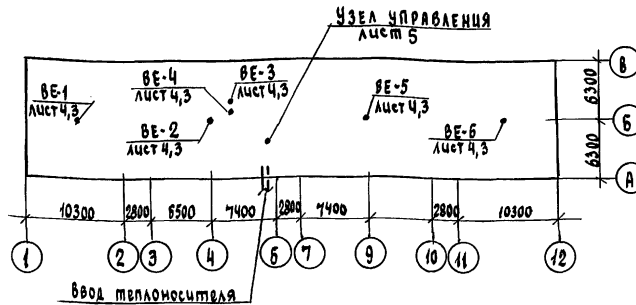 УЗЕЛ УПРАВЛЕНИЯ
ЛИСТ 5
ВЕ-1
ЛИСТ 4,3
ВЕ-4
ЛИСТ 4,3
ВЕ-3
ЛИСТ 4,3
ВЕ-2
ЛИСТ 4,3
ВЕ-5
ЛИСТ 4,3
ВЕ-6
ЛИСТ 4,3
В
6300
Б
6300
А
10300 2800 6500 7400 2800 7400 2800 10300
1 2 3 4 6 7 9 10 11 12
ВВОД ТЕПЛОНОСИТЕЛЯ